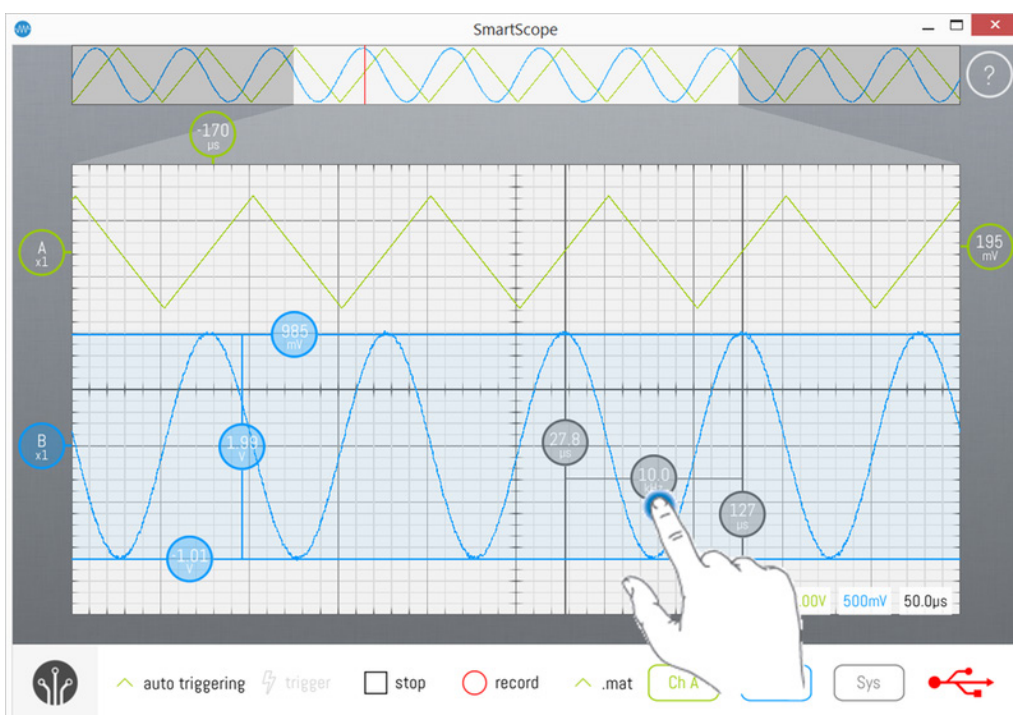 SmartScope
?
-170
µs
A
x1
195
mV
985
mV
B
x1
1.99
V
27.8
µs
10.0
kHz
127
µs
-1.01
V
.00V 500mV 50.0µs
auto triggering trigger stop record .mat Ch A Sys